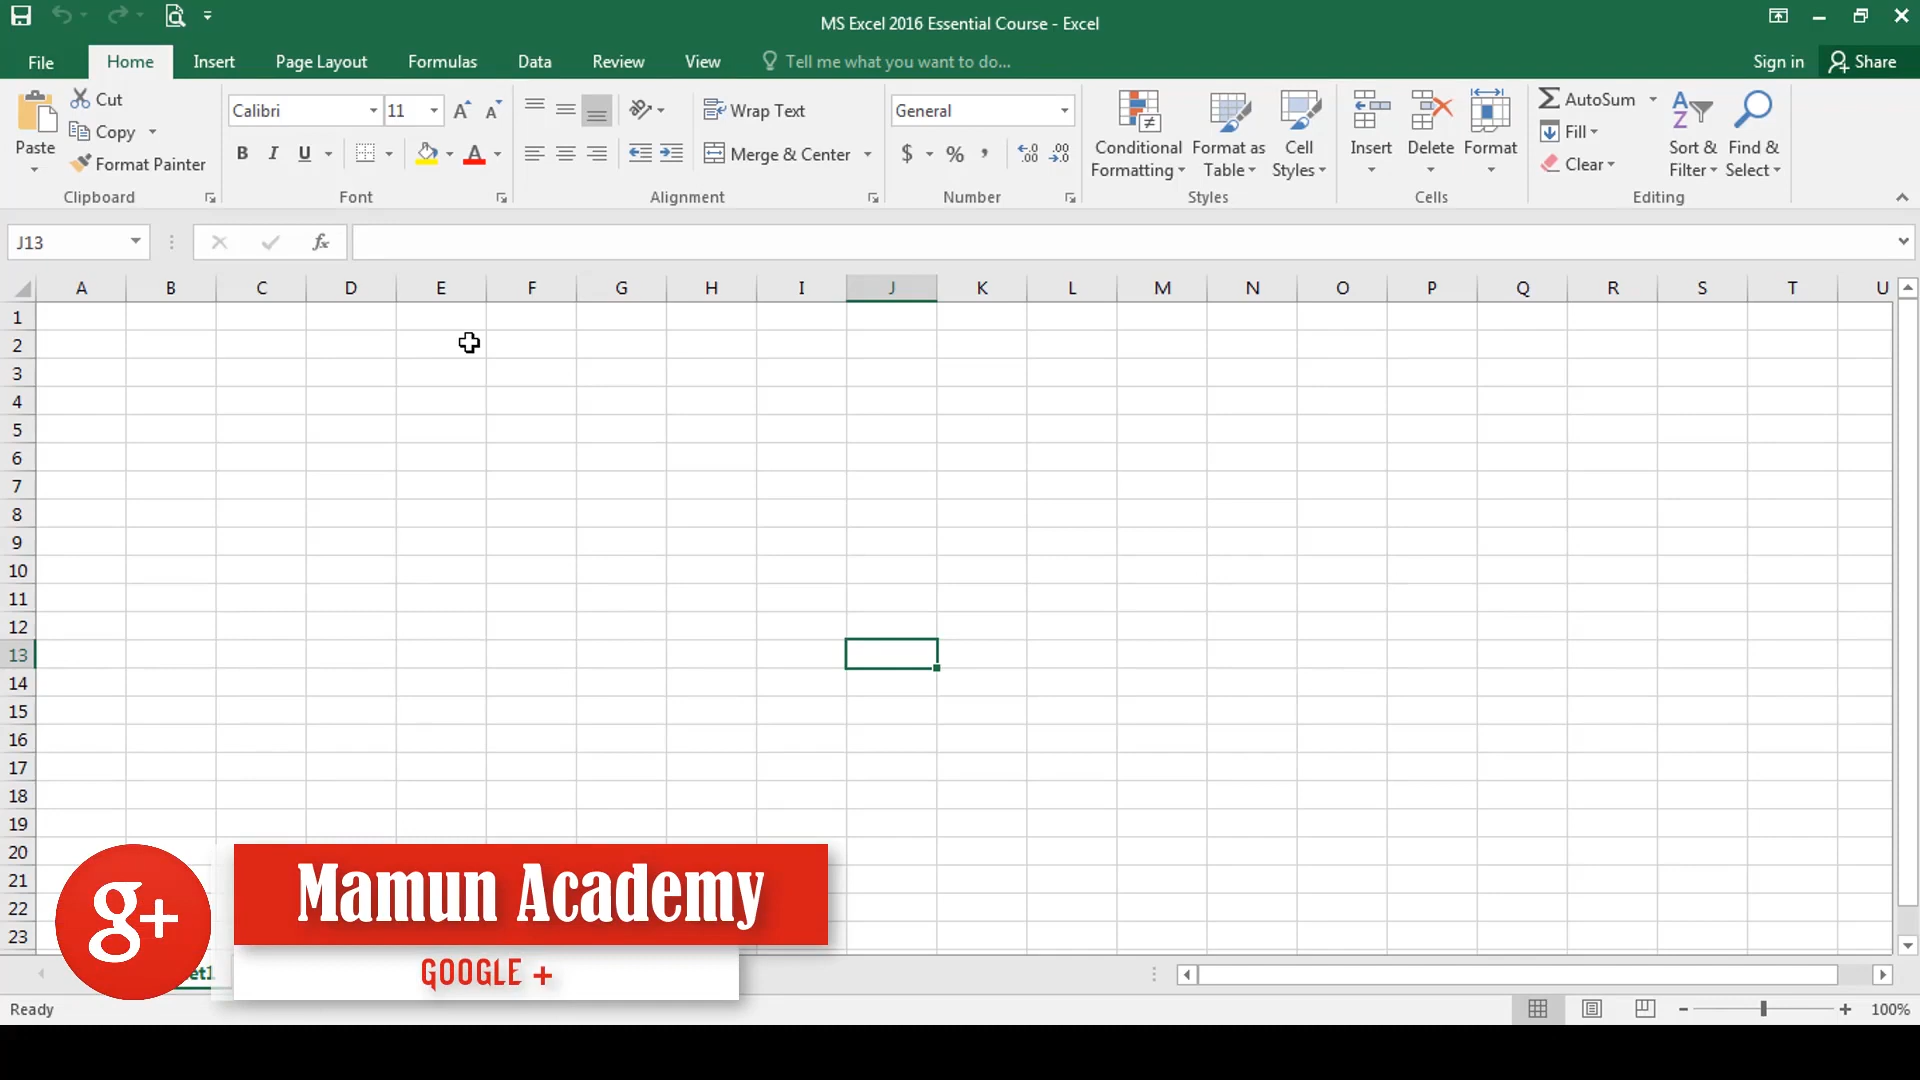 MS Excel 2016 Essential Course - Excel
File Home Insert Page Layout Formulas Data Review View Tell me what you want to do... Sign in Share
Paste
Cut
Copy
Format Painter
Clipboard
Calibri 11
B I U A
Font
Wrap Text
Merge & Center
Alignment
General
$ % ,
Number
Conditional Formatting
Format as Table
Cell Styles
Styles
Insert
Delete
Format
Cells
AutoSum
Fill
Clear
Sort & Filter
Find & Select
Editing
J13
fx
A B C D E F G H I J K L M N O P Q R S T U
1
2
3
4
5
6
7
8
9
10
11
12
13
14
15
16
17
18
19
20
21
22
23
g+
Mamun Academy
GOOGLE +
Ready
100%